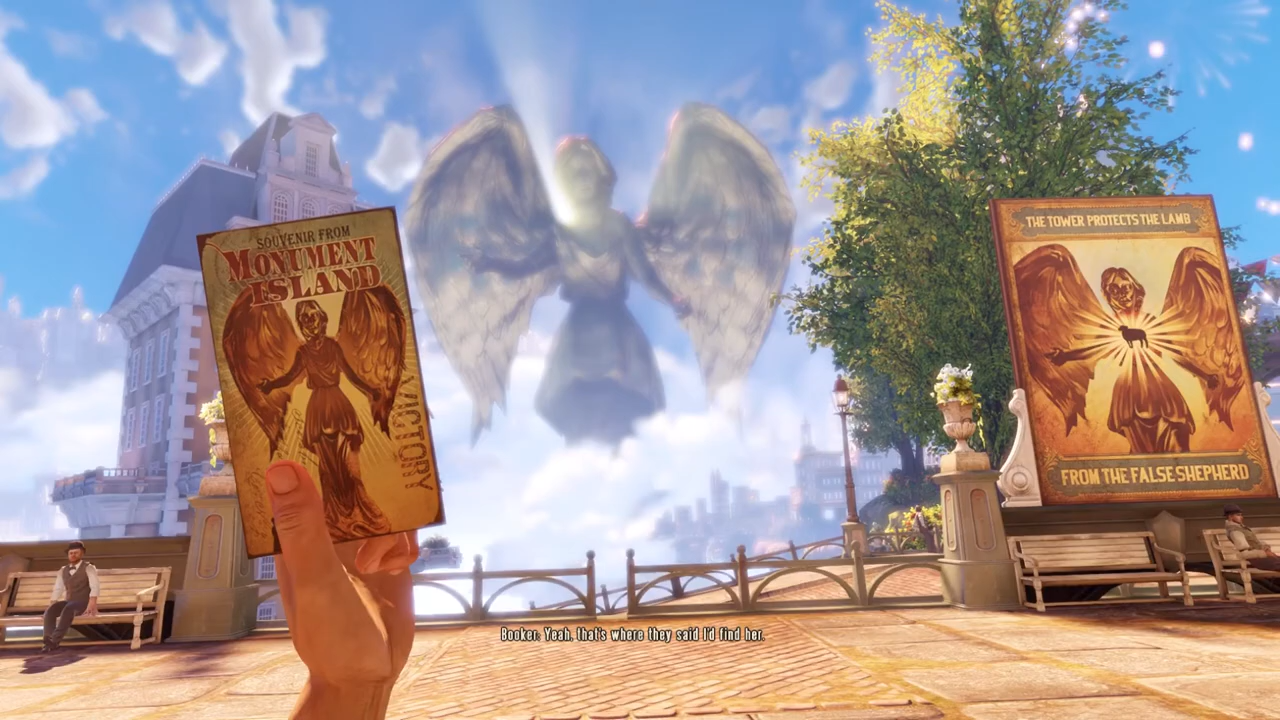 SOUVENIR FROM
MONUMENT
ISLAND
VICTORY
THE TOWER PROTECTS THE LAMB
FROM THE FALSE SHEPHERD
Booker: Yeah, that's where they said I'd find her.